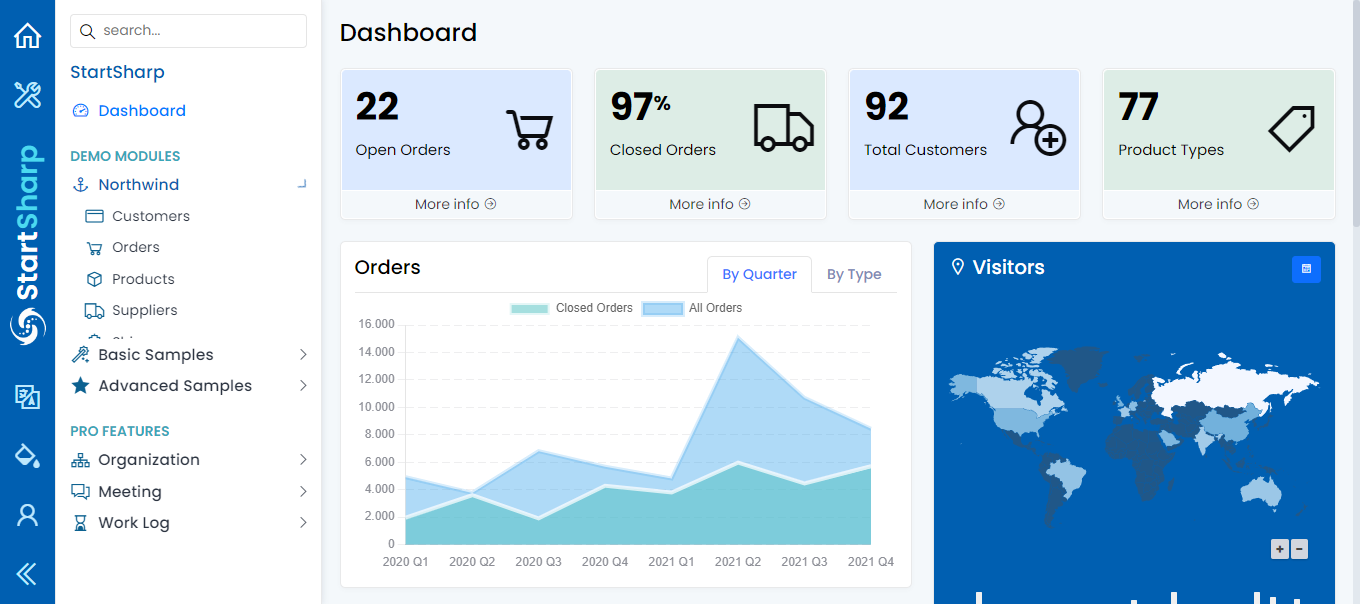 search...
StartSharp
Dashboard
DEMO MODULES
Northwind
Customers
Orders
Products
Suppliers
Basic Samples
Advanced Samples
PRO FEATURES
Organization
Meeting
Work Log
StartSharp
Dashboard
22
Open Orders
More info
97%
Closed Orders
More info
92
Total Customers
More info
77
Product Types
More info
Orders
By Quarter
By Type
Closed Orders
All Orders
16.000
14.000
12.000
10.000
8.000
6.000
4.000
2.000
0
2020 Q1 2020 Q2 2020 Q3 2020 Q4 2021 Q1 2021 Q2 2021 Q3 2021 Q4
Visitors
+ −